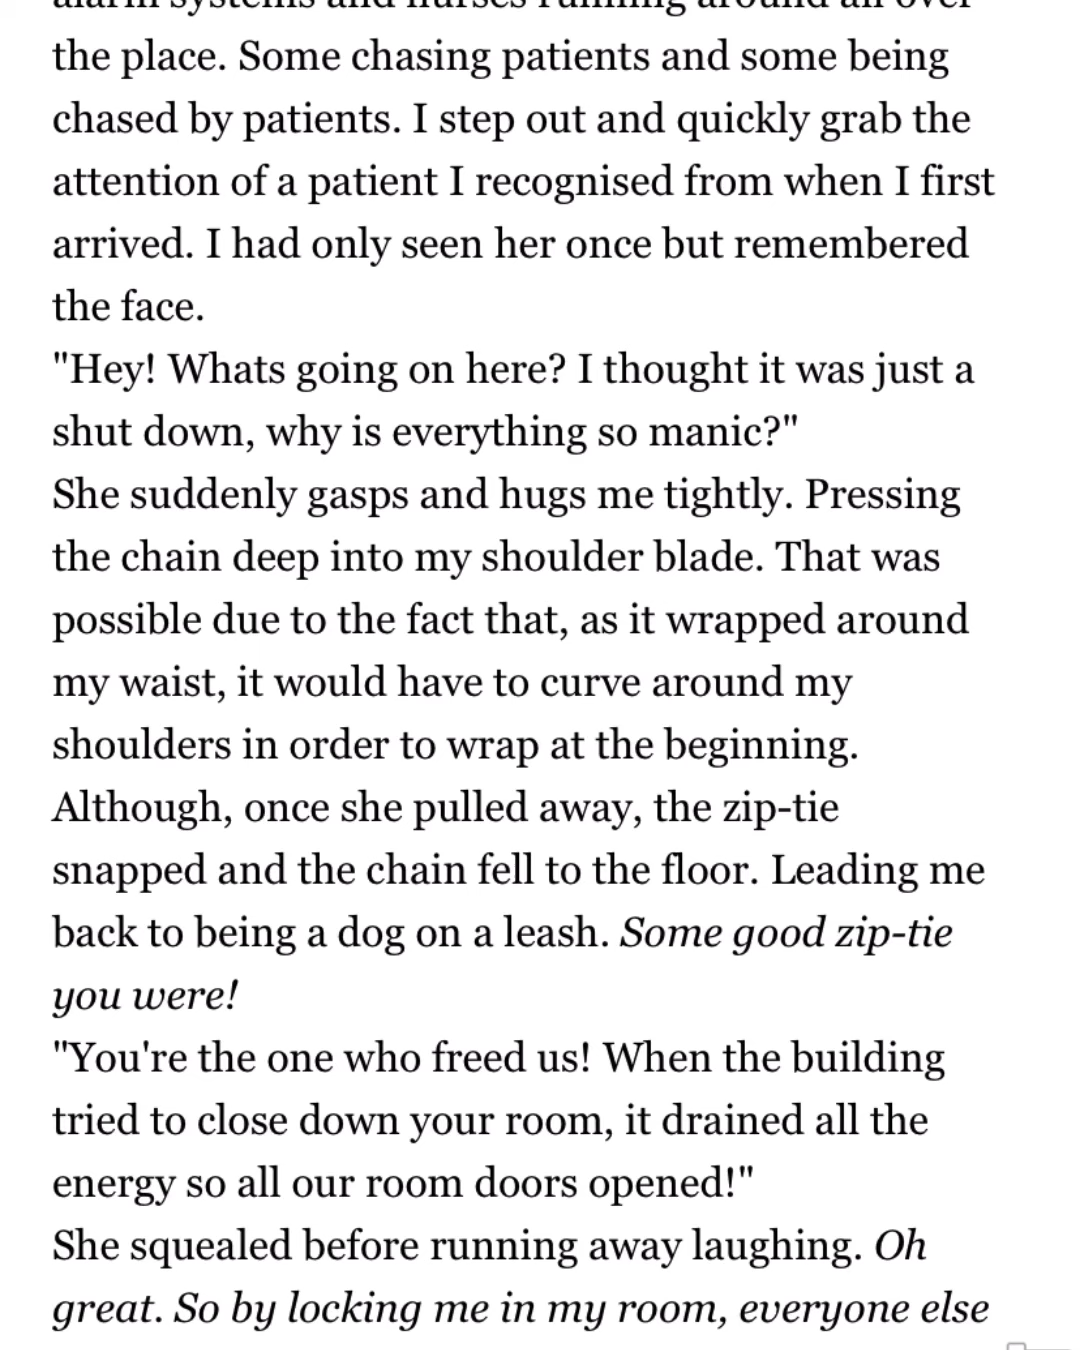 alarm systems and nurses running around all over
the place. Some chasing patients and some being
chased by patients. I step out and quickly grab the
attention of a patient I recognised from when I first
arrived. I had only seen her once but remembered
the face.
"Hey! Whats going on here? I thought it was just a
shut down, why is everything so manic?"
She suddenly gasps and hugs me tightly. Pressing
the chain deep into my shoulder blade. That was
possible due to the fact that, as it wrapped around
my waist, it would have to curve around my
shoulders in order to wrap at the beginning.
Although, once she pulled away, the zip-tie
snapped and the chain fell to the floor. Leading me
back to being a dog on a leash. Some good zip-tie
you were!
"You're the one who freed us! When the building
tried to close down your room, it drained all the
energy so all our room doors opened!"
She squealed before running away laughing. Oh
great. So by locking me in my room, everyone else